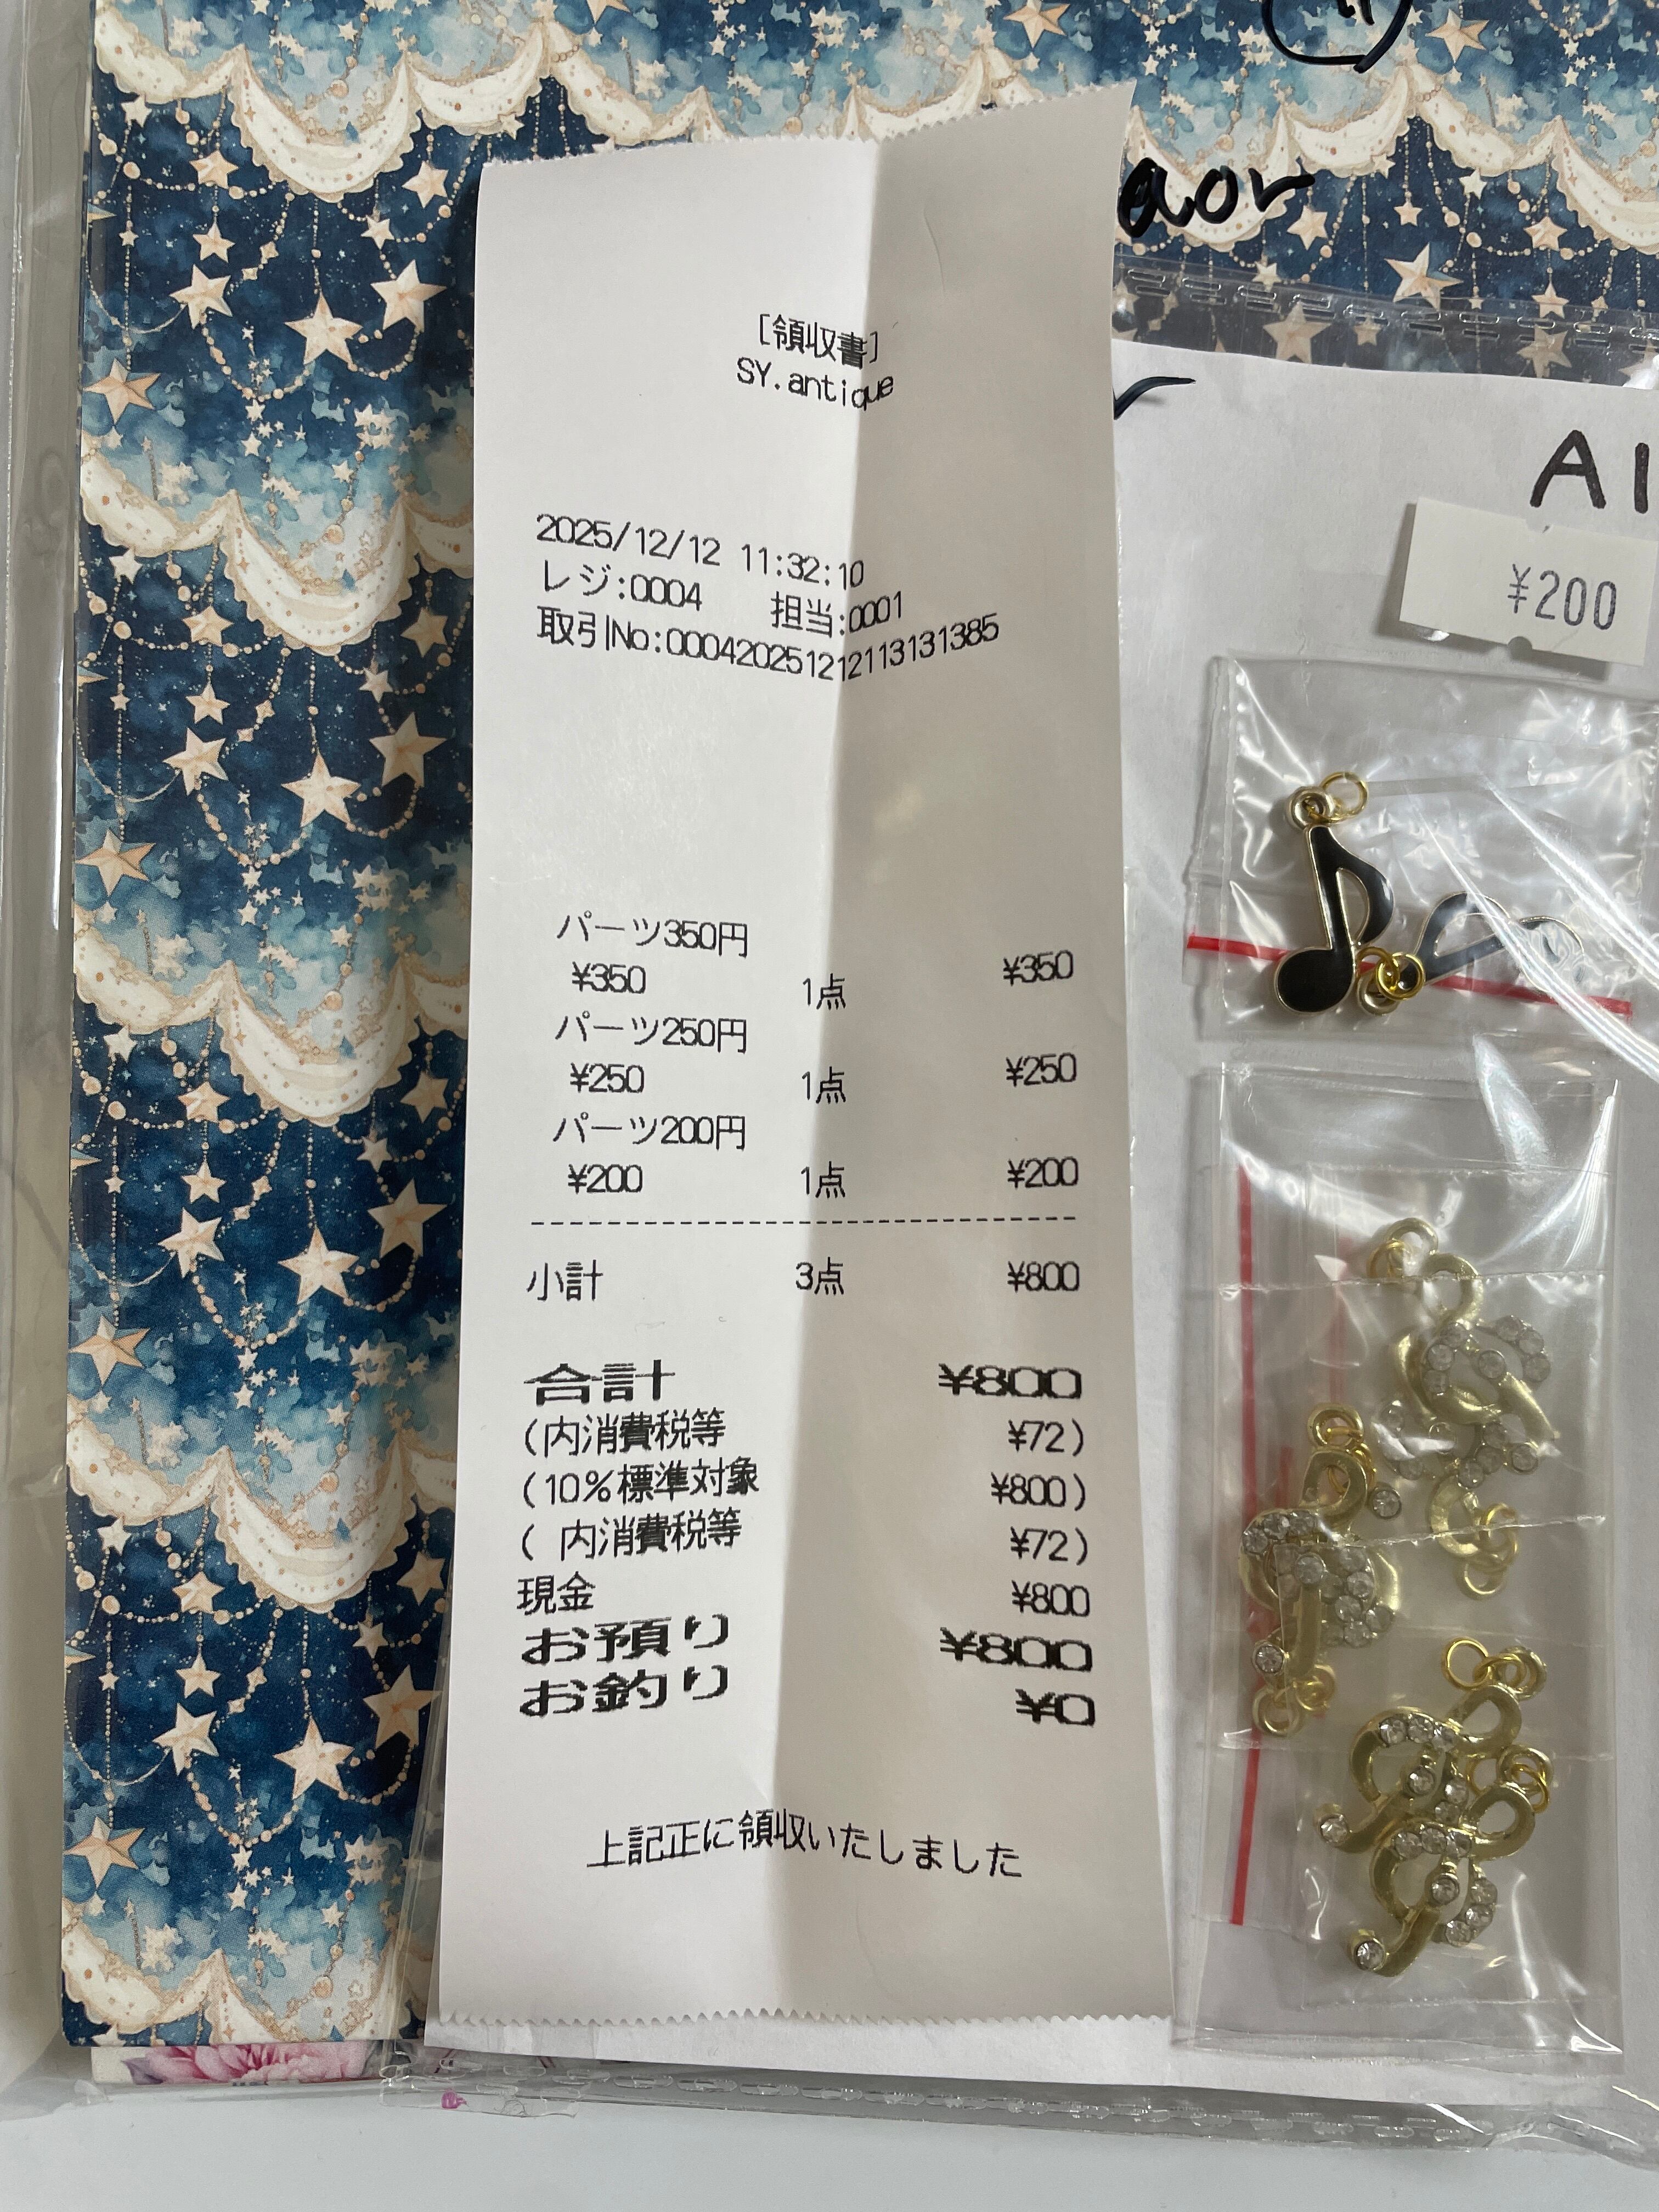 [領収書]
SY.antique
2025/12/12 11:32:10
レジ:0004 担当:0001
取引No:00042025121211313​1385
パーツ350円
¥350 1点 ¥350
パーツ250円
¥250 1点 ¥250
パーツ200円
¥200 1点 ¥200
小計 3点 ¥800
合計 ¥800
(内消費税等 ¥72)
(10%標準対象 ¥800)
( 内消費税等 ¥72)
現金 ¥800
お預り ¥800
お釣り ¥0
上記正に領収いたしました
A1
¥200